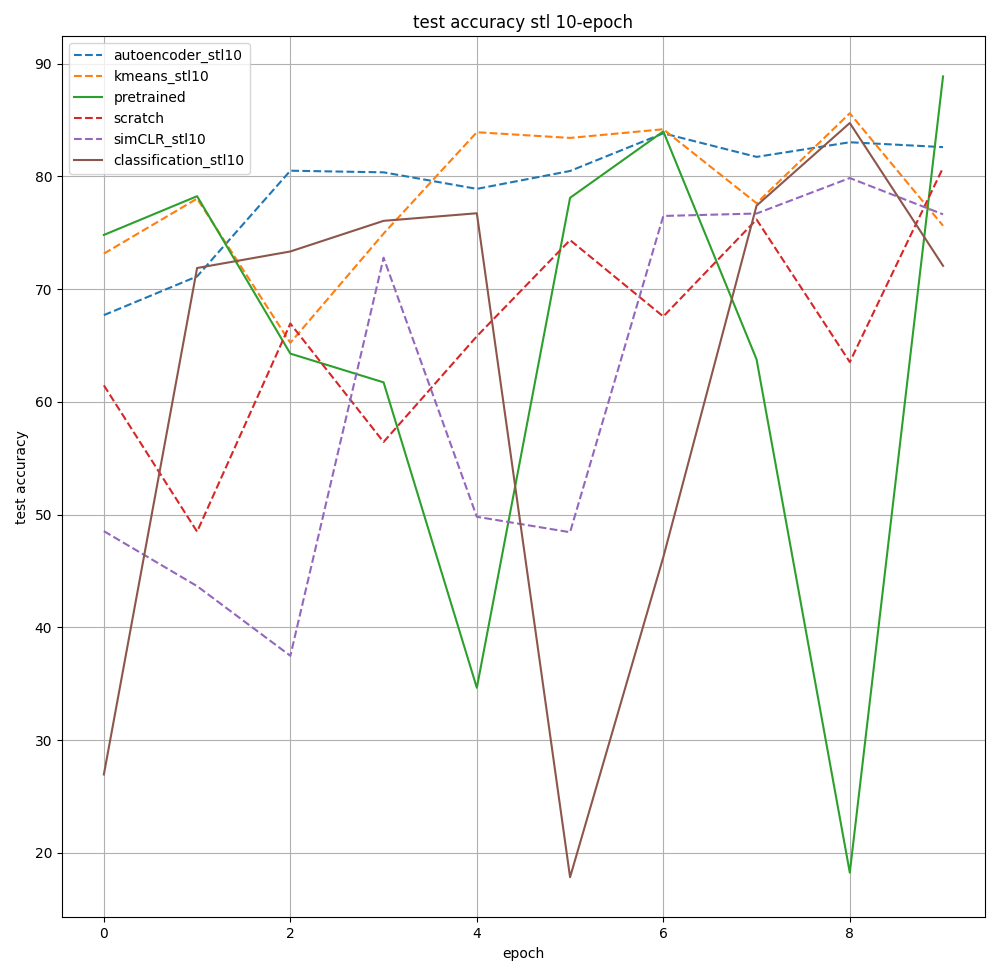 test accuracy stl 10-epoch
autoencoder_stl10
kmeans_stl10
pretrained
scratch
simCLR_stl10
classification_stl10
90
80
70
60
50
40
30
20
test accuracy
0 2 4 6 8
epoch